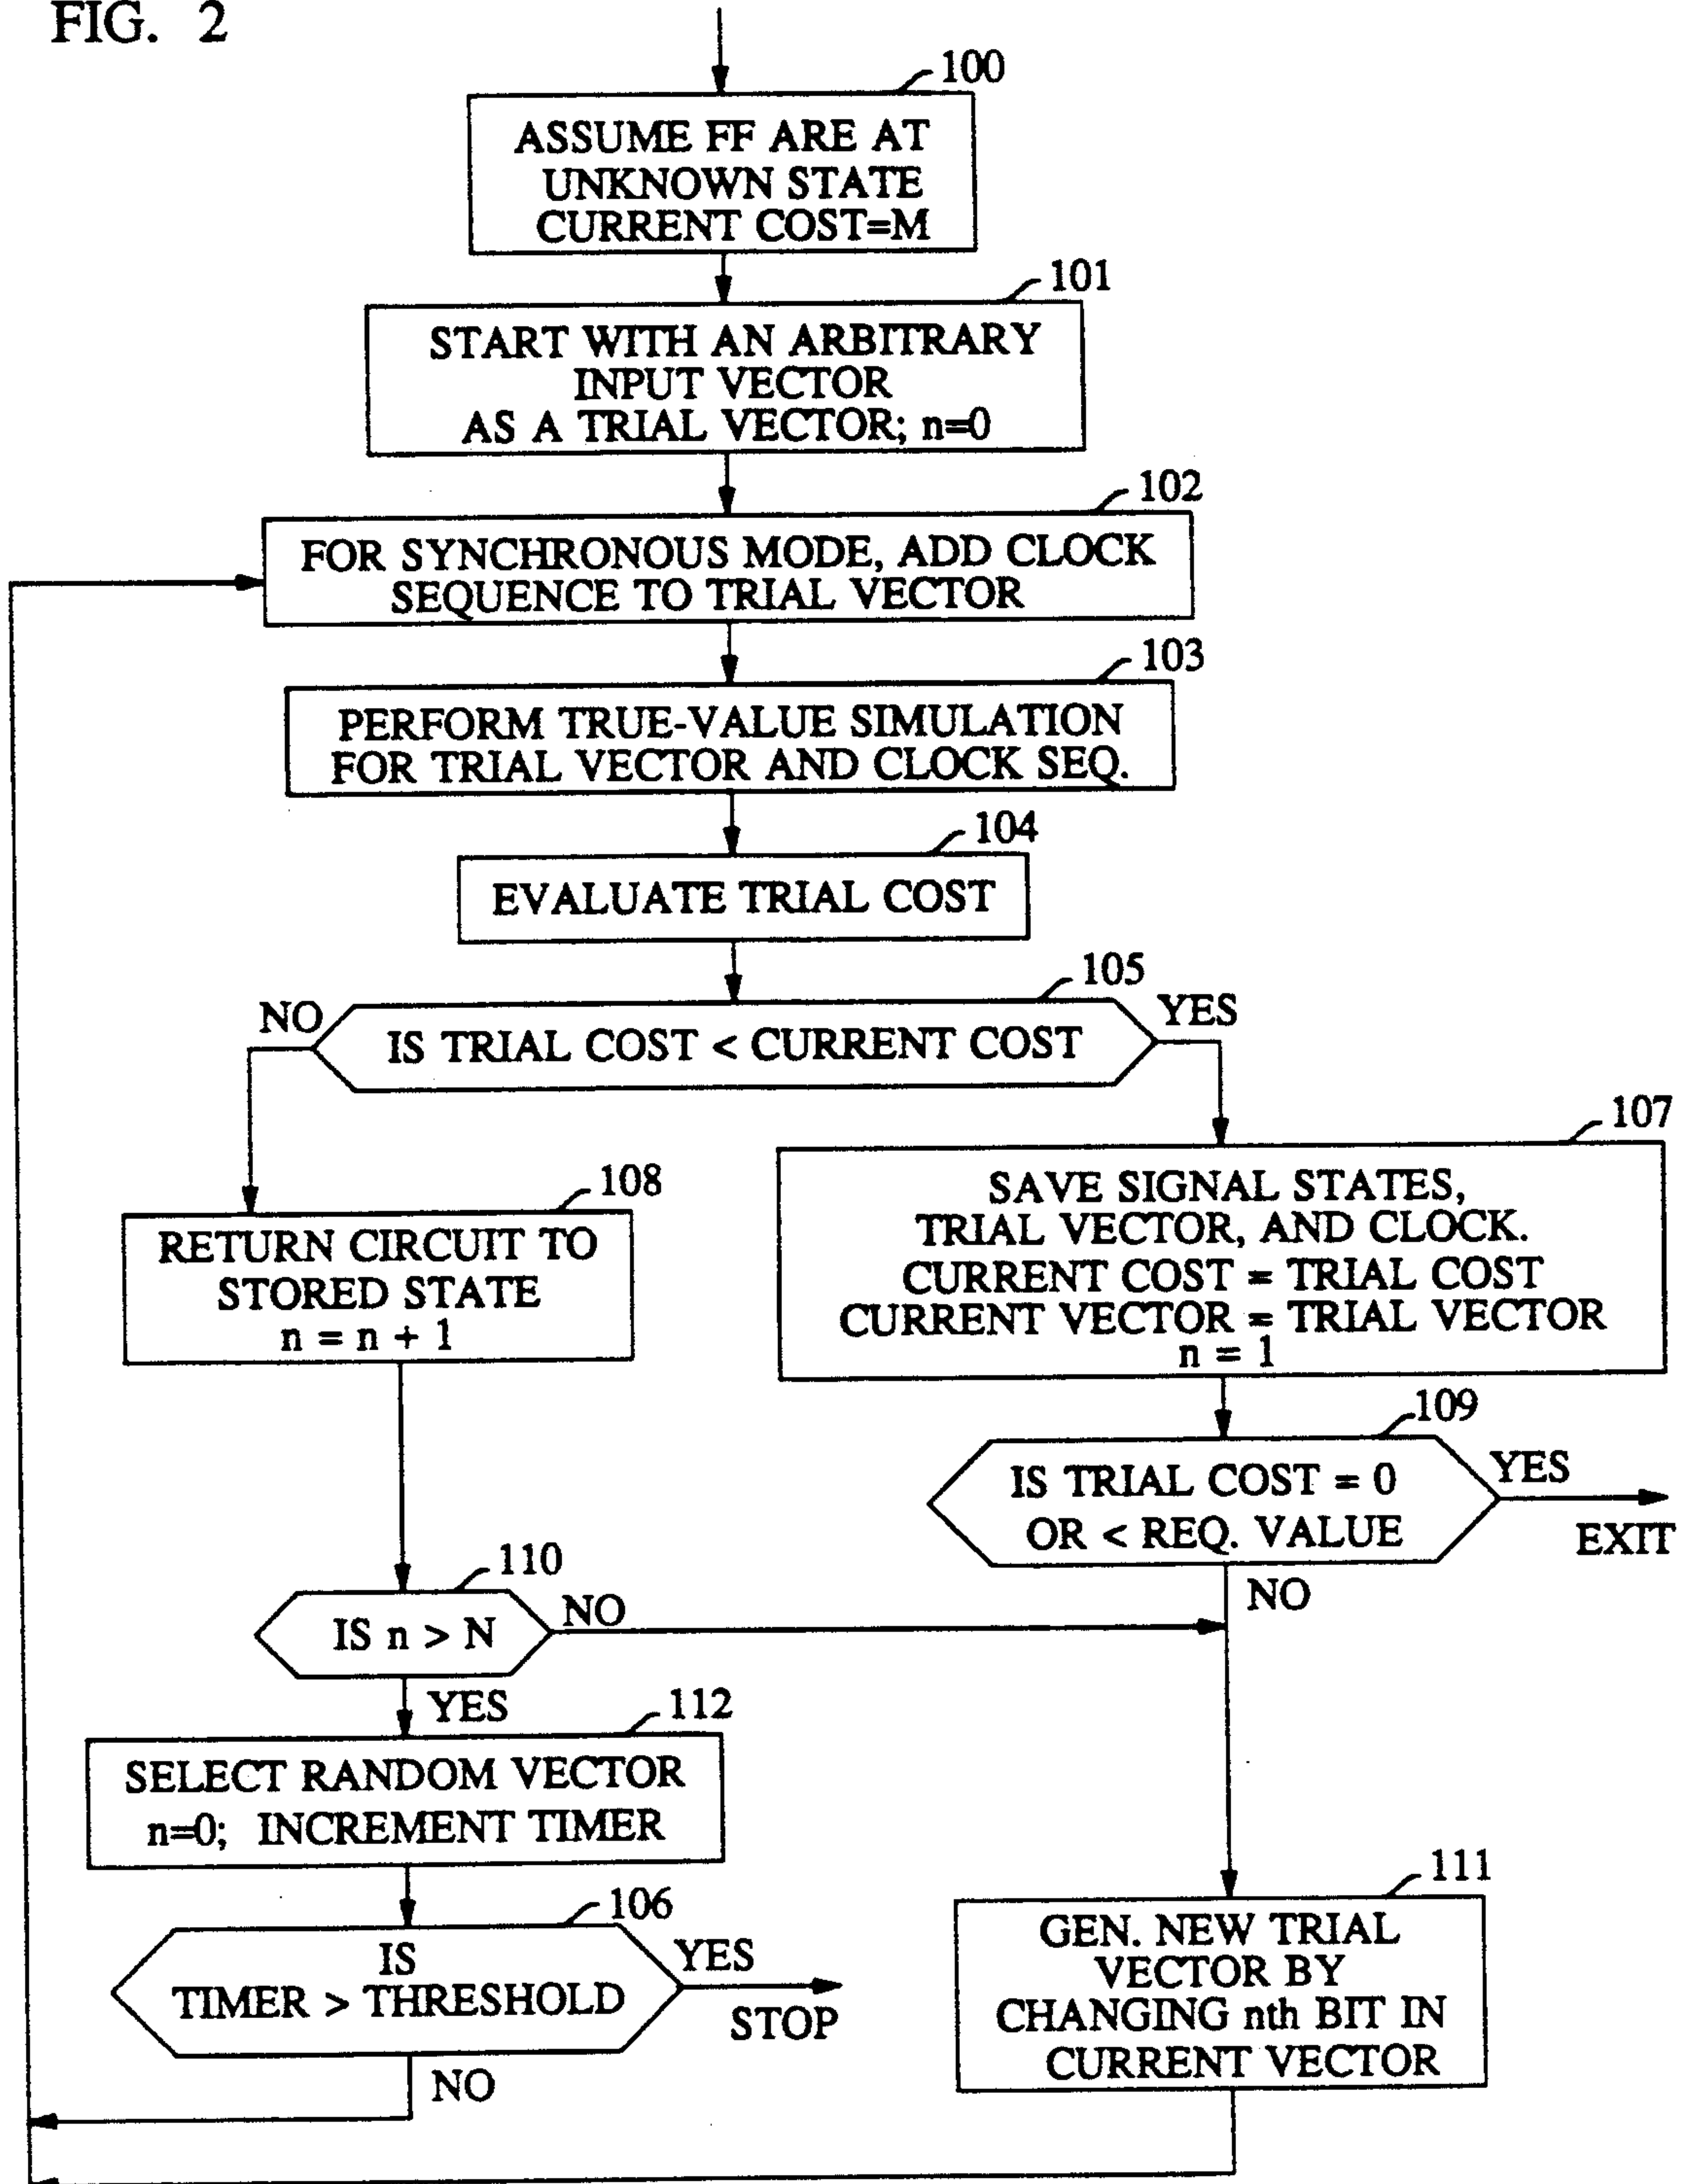 FIG. 2
100
ASSUME FF ARE AT
UNKNOWN STATE
CURRENT COST=M
101
START WITH AN ARBITRARY
INPUT VECTOR
AS A TRIAL VECTOR; n=0
102
FOR SYNCHRONOUS MODE, ADD CLOCK
SEQUENCE TO TRIAL VECTOR
103
PERFORM TRUE-VALUE SIMULATION
FOR TRIAL VECTOR AND CLOCK SEQ.
104
EVALUATE TRIAL COST
105
NO
IS TRIAL COST < CURRENT COST
YES
107
SAVE SIGNAL STATES,
TRIAL VECTOR, AND CLOCK.
CURRENT COST = TRIAL COST
CURRENT VECTOR = TRIAL VECTOR
n = 1
108
RETURN CIRCUIT TO
STORED STATE
n = n + 1
109
IS TRIAL COST = 0
OR < REQ. VALUE
YES
EXIT
NO
110
IS n > N
NO
YES
112
SELECT RANDOM VECTOR
n=0; INCREMENT TIMER
106
IS
TIMER > THRESHOLD
YES
STOP
NO
111
GEN. NEW TRIAL
VECTOR BY
CHANGING nth BIT IN
CURRENT VECTOR